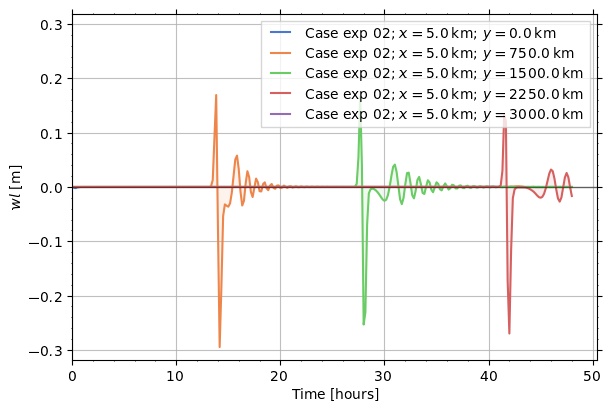 0.3
0.2
0.1
0.0
−0.1
−0.2
−0.3
wl [m]
Case exp 02; x = 5.0 km; y = 0.0 km
Case exp 02; x = 5.0 km; y = 750.0 km
Case exp 02; x = 5.0 km; y = 1500.0 km
Case exp 02; x = 5.0 km; y = 2250.0 km
Case exp 02; x = 5.0 km; y = 3000.0 km
0 10 20 30 40 50
Time [hours]